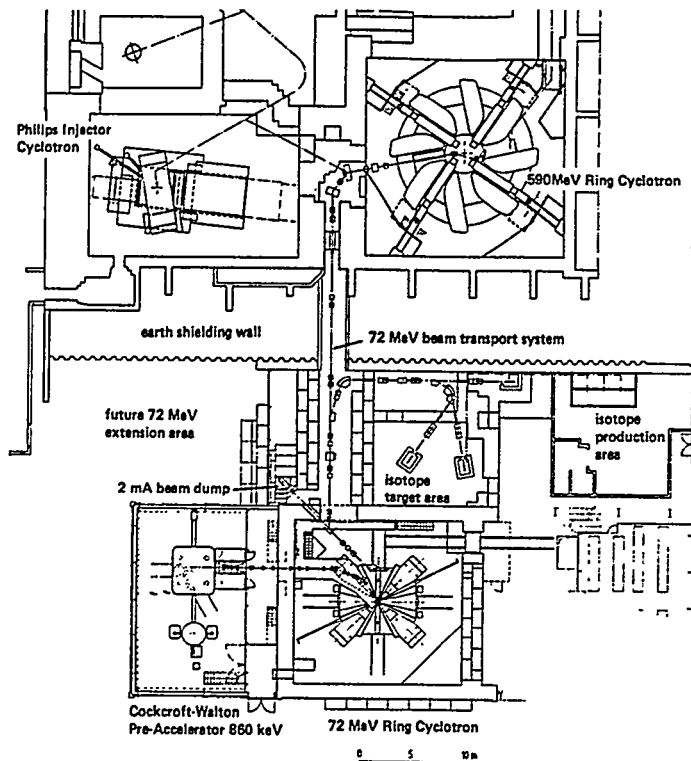 Philips Injector
Cyclotron
590MeV Ring Cyclotron
earth shielding wall
72 MeV beam transport system
future 72 MeV
extension area
isotope
production
area
2 mA beam dump
isotope
target area
Cockcroft-Walton
Pre-Accelerator 860 keV
72 MeV Ring Cyclotron
0 5 10m